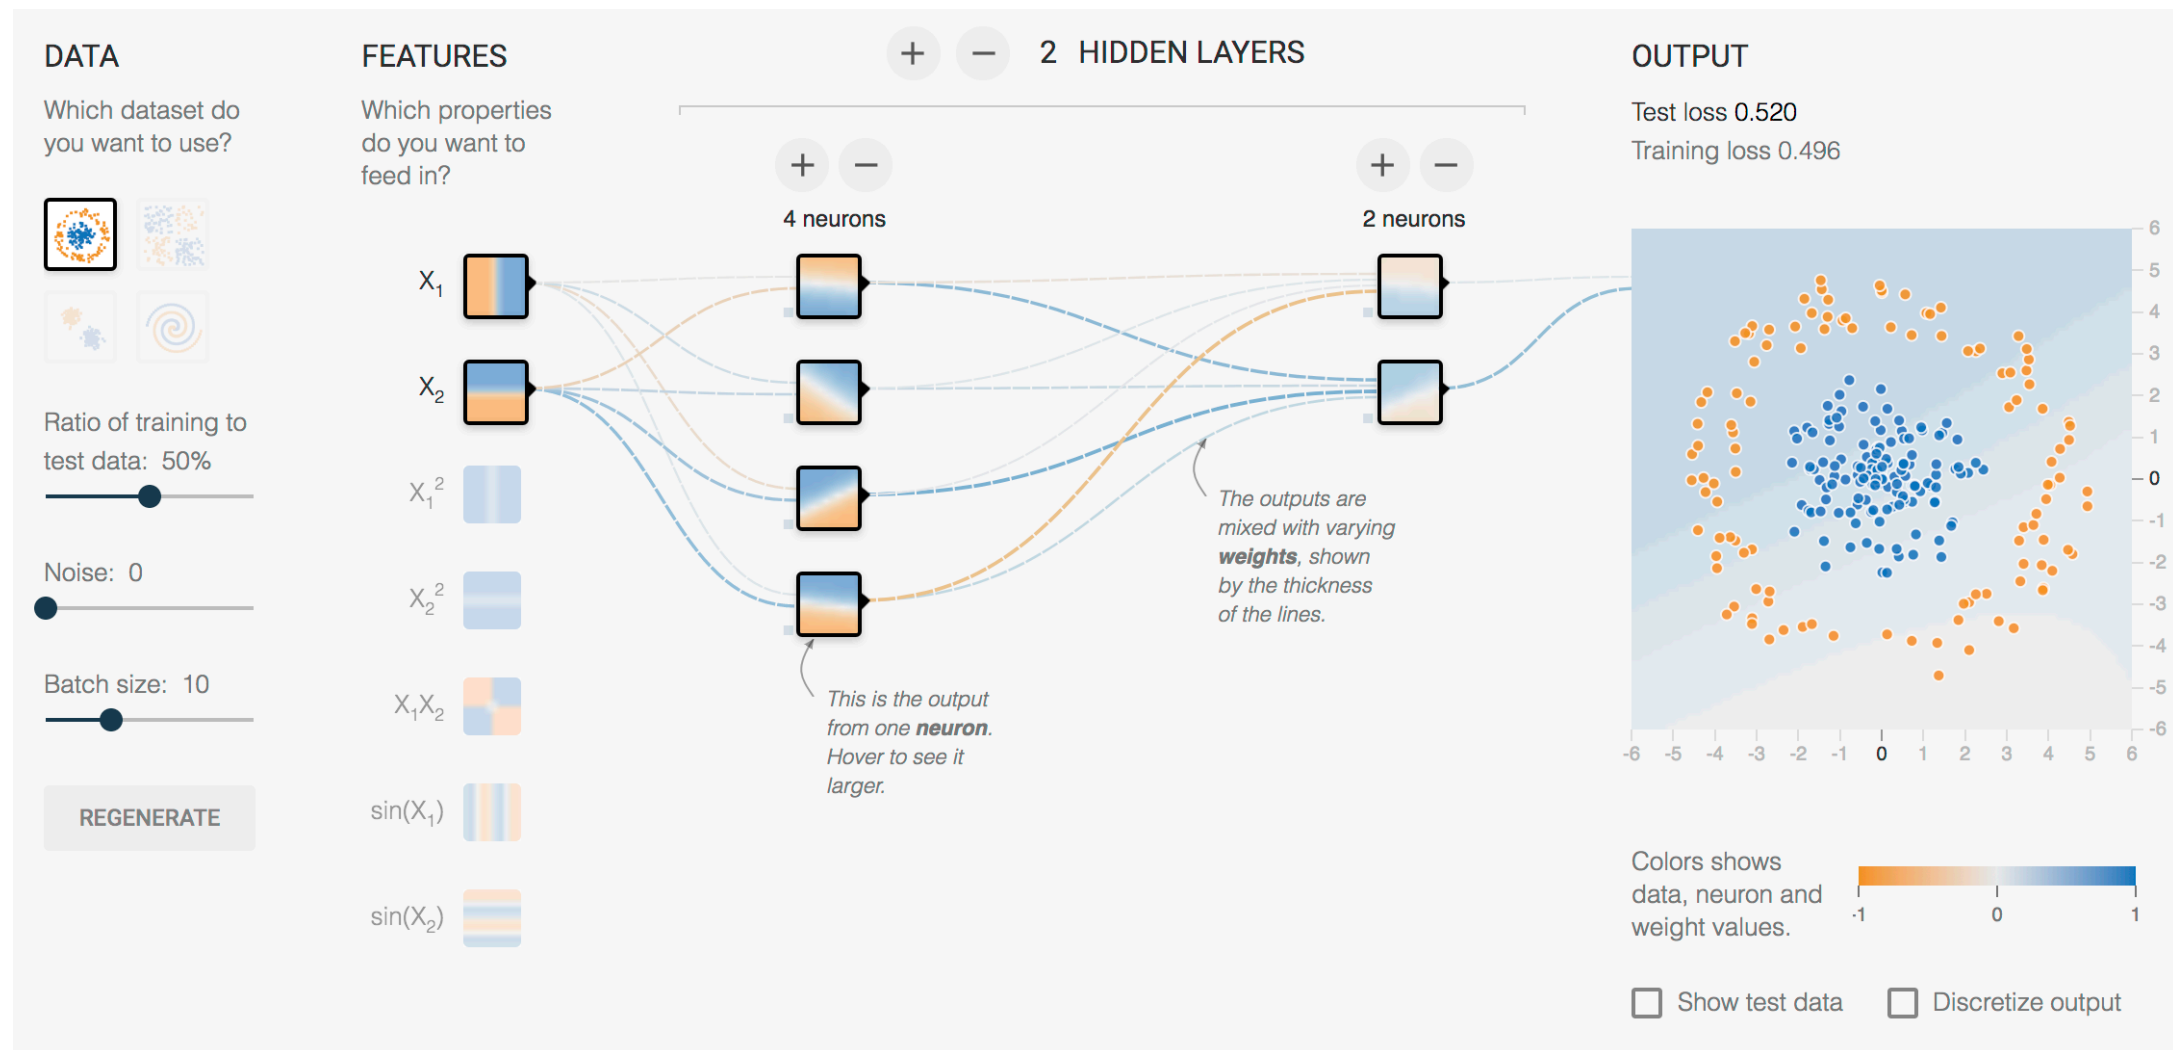 DATA
Which dataset do
you want to use?
Ratio of training to
test data: 50%
Noise: 0
Batch size: 10
REGENERATE
FEATURES
Which properties
do you want to
feed in?
X1
X2
X1²
X2²
X1X2
sin(X1)
sin(X2)
+ − 2 HIDDEN LAYERS
+ −
4 neurons
+ −
2 neurons
This is the output
from one neuron.
Hover to see it
larger.
The outputs are
mixed with varying
weights, shown
by the thickness
of the lines.
OUTPUT
Test loss 0.520
Training loss 0.496
6
5
4
3
2
1
0
-1
-2
-3
-4
-5
-6
-6 -5 -4 -3 -2 -1 0 1 2 3 4 5 6
Colors shows
data, neuron and
weight values.
-1 0 1
Show test data Discretize output